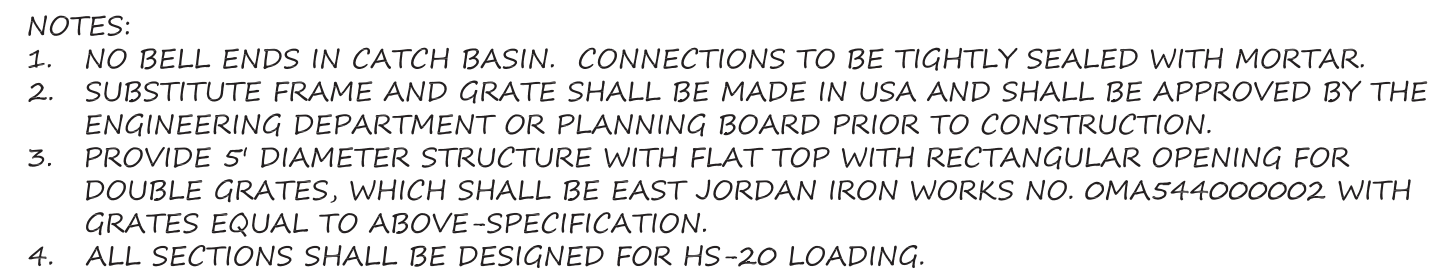 NOTES:
1. NO BELL ENDS IN CATCH BASIN. CONNECTIONS TO BE TIGHTLY SEALED WITH MORTAR.
2. SUBSTITUTE FRAME AND GRATE SHALL BE MADE IN USA AND SHALL BE APPROVED BY THE
ENGINEERING DEPARTMENT OR PLANNING BOARD PRIOR TO CONSTRUCTION.
3. PROVIDE 5' DIAMETER STRUCTURE WITH FLAT TOP WITH RECTANGULAR OPENING FOR
DOUBLE GRATES, WHICH SHALL BE EAST JORDAN IRON WORKS NO. 0MA544000002 WITH
GRATES EQUAL TO ABOVE-SPECIFICATION.
4. ALL SECTIONS SHALL BE DESIGNED FOR HS-20 LOADING.